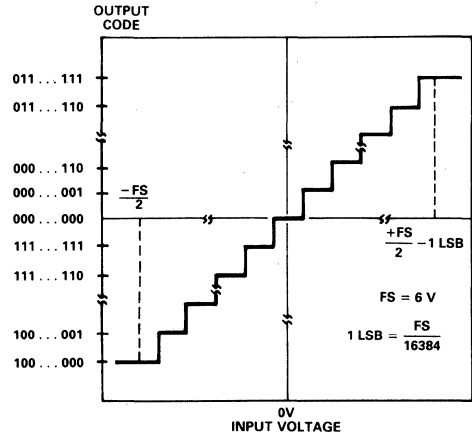 OUTPUT
CODE
011 . . . 111
011 . . . 110
000 . . . 110
000 . . . 001
000 . . . 000
111 . . . 111
111 . . . 110
100 . . . 001
100 . . . 000
-FS
2
+FS
2
- 1 LSB
FS = 6 V
1 LSB = FS
16384
0V
INPUT VOLTAGE